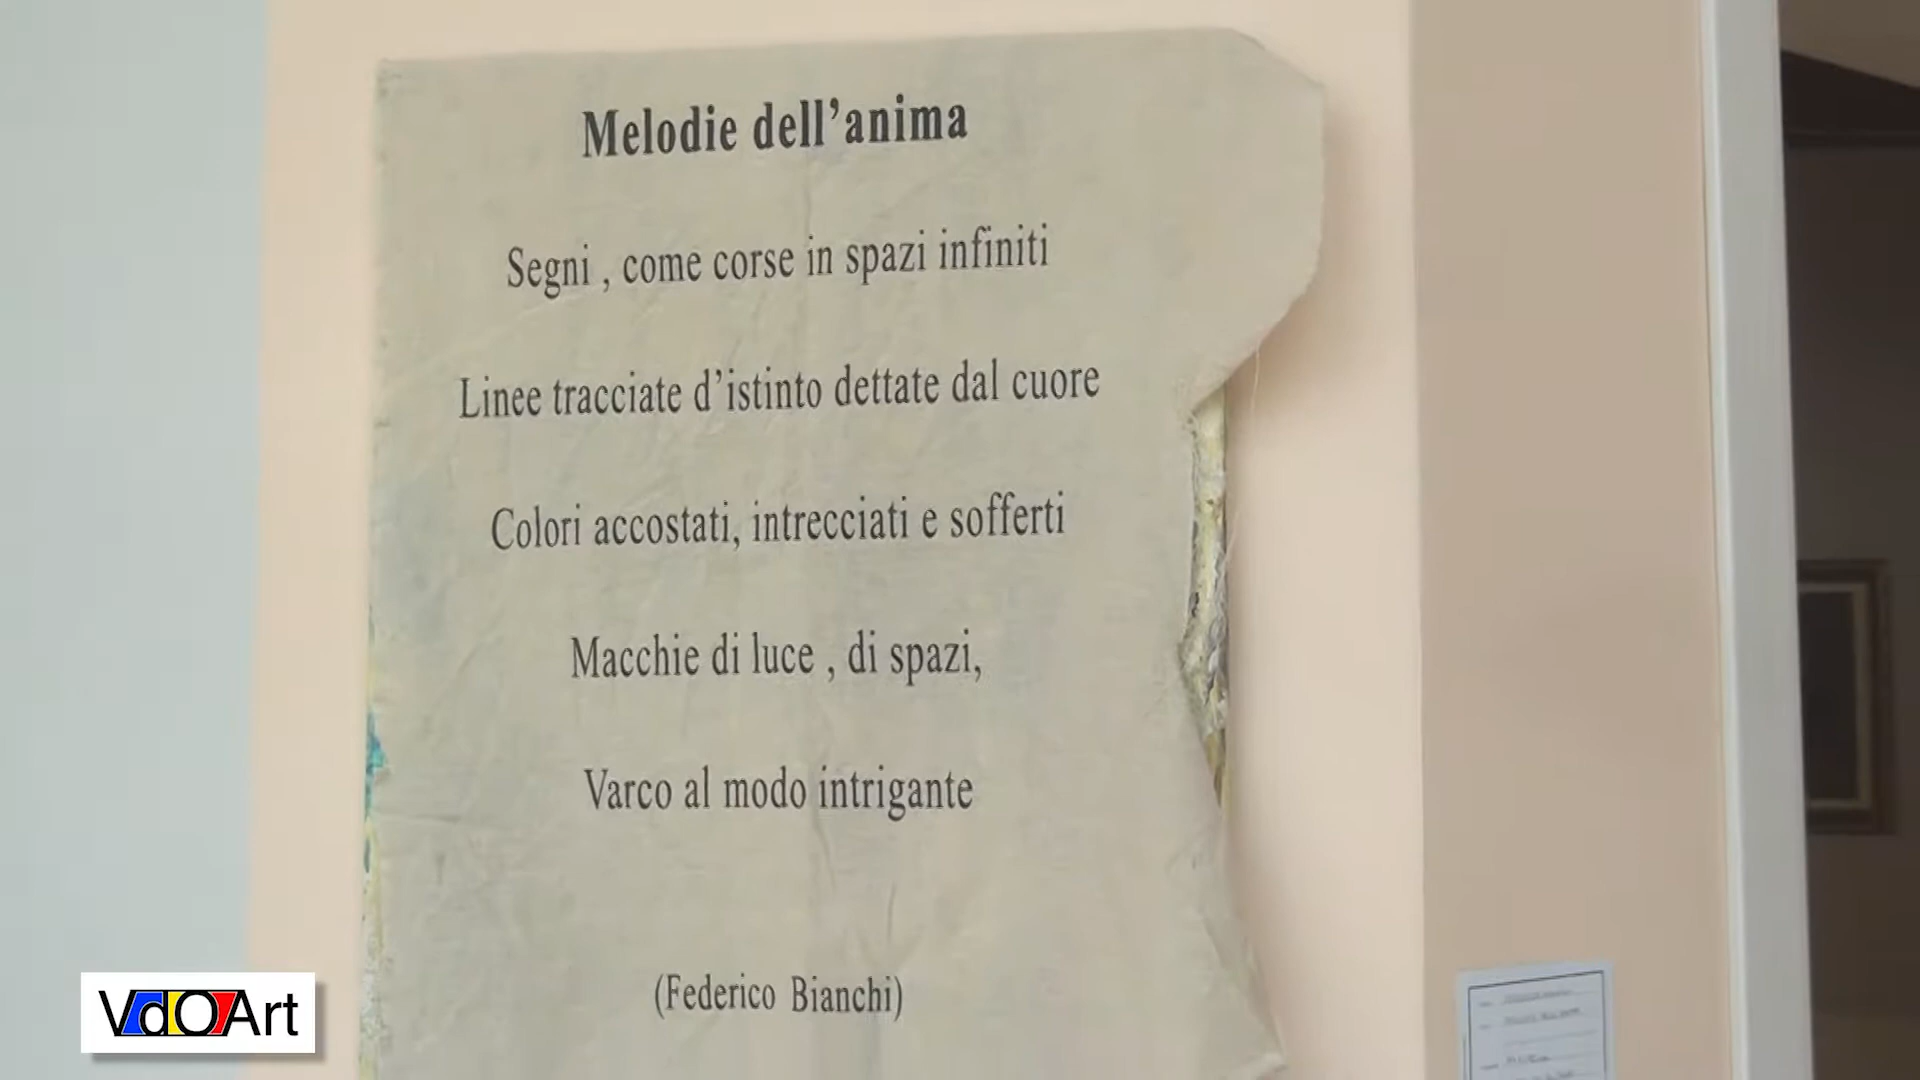 Melodie dell’anima
Segni , come corse in spazi infiniti
Linee tracciate d’istinto dettate dal cuore
Colori accostati, intrecciati e sofferti
Macchie di luce , di spazi,
Varco al modo intrigante
(Federico Bianchi)
VdOArt